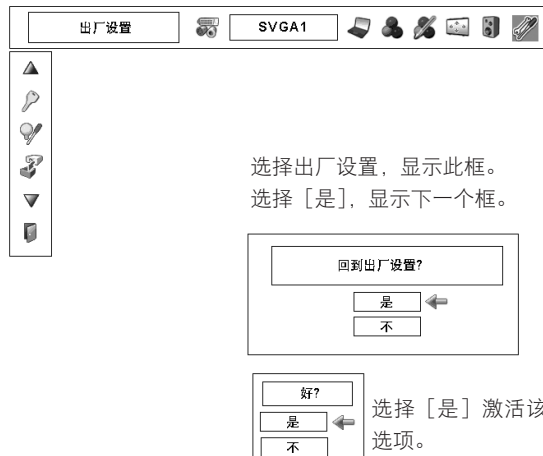 出厂设置
SVGA1
选择出厂设置，显示此框。
选择［是］，显示下一个框。
回到出厂设置?
是
不
好?
是
不
选择［是］激活该
选项。